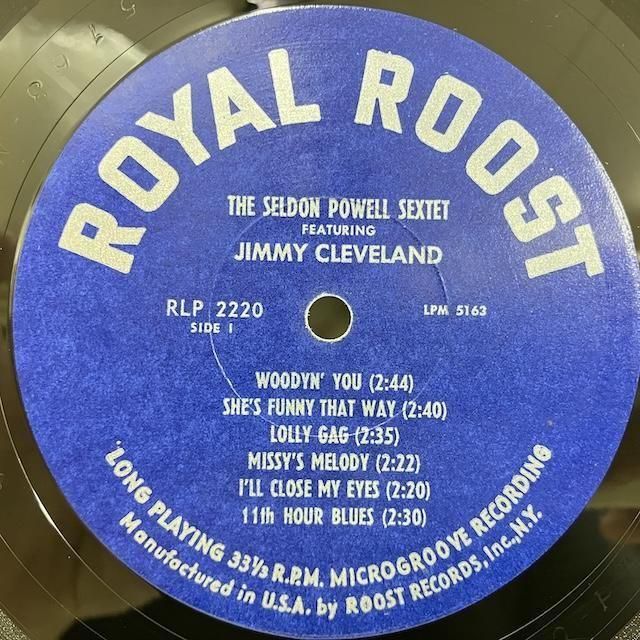 ROYAL ROOST
THE SELDON POWELL SEXTET
FEATURING
JIMMY CLEVELAND
RLP 2220
SIDE I
LPM 5163
WOODYN' YOU (2:44)
SHE'S FUNNY THAT WAY (2:40)
LOLLY GAG (2:35)
MISSY'S MELODY (2:22)
I'LL CLOSE MY EYES (2:20)
11th HOUR BLUES (2:30)
LONG PLAYING 33⅓ R.P.M. MICROGROOVE RECORDING
Manufactured in U.S.A. by ROOST RECORDS, Inc., N.Y.